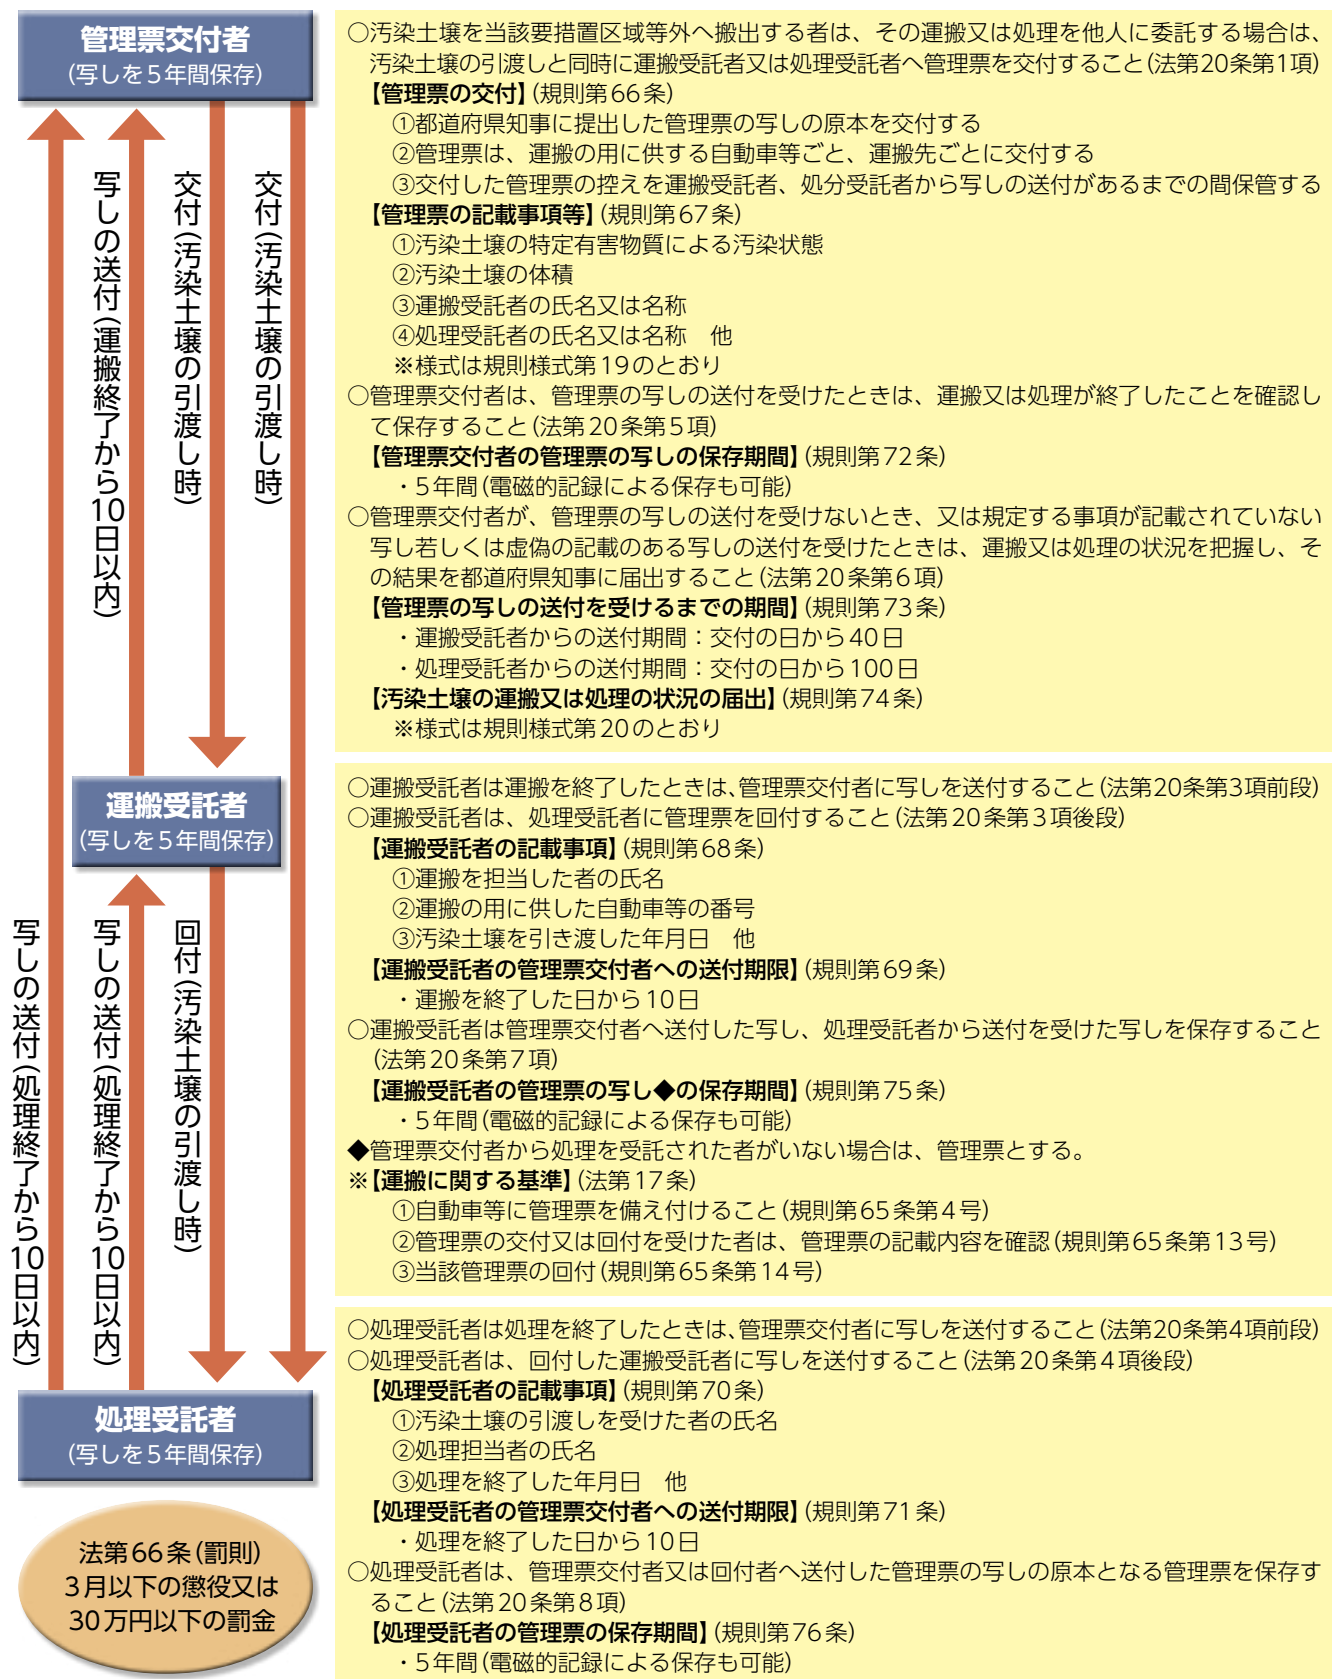 管理票交付者
(写しを5年間保存)
写しの送付(運搬終了から10日以内)
交付(汚染土壌の引渡し時)
交付(汚染土壌の引渡し時)
運搬受託者
(写しを5年間保存)
写しの送付(処理終了から10日以内)
写しの送付(処理終了から10日以内)
回付(汚染土壌の引渡し時)
処理受託者
(写しを5年間保存)
法第66条(罰則)
3月以下の懲役又は
30万円以下の罰金
○汚染土壌を当該要措置区域等外へ搬出する者は、その運搬又は処理を他人に委託する場合は、
汚染土壌の引渡しと同時に運搬受託者又は処理受託者へ管理票を交付すること(法第20条第1項)
【管理票の交付】(規則第66条)
①都道府県知事に提出した管理票の写しの原本を交付する
②管理票は、運搬の用に供する自動車等ごと、運搬先ごとに交付する
③交付した管理票の控えを運搬受託者、処分受託者から写しの送付があるまでの間保管する
【管理票の記載事項等】(規則第67条)
①汚染土壌の特定有害物質による汚染状態
②汚染土壌の体積
③運搬受託者の氏名又は名称
④処理受託者の氏名又は名称　他
※様式は規則様式第19のとおり
○管理票交付者は、管理票の写しの送付を受けたときは、運搬又は処理が終了したことを確認し
て保存すること(法第20条第5項)
【管理票交付者の管理票の写しの保存期間】(規則第72条)
・5年間(電磁的記録による保存も可能)
○管理票交付者が、管理票の写しの送付を受けないとき、又は規定する事項が記載されていない
写し若しくは虚偽の記載のある写しの送付を受けたときは、運搬又は処理の状況を把握し、そ
の結果を都道府県知事に届出すること(法第20条第6項)
【管理票の写しの送付を受けるまでの期間】(規則第73条)
・運搬受託者からの送付期間：交付の日から40日
・処理受託者からの送付期間：交付の日から100日
【汚染土壌の運搬又は処理の状況の届出】(規則第74条)
※様式は規則様式第20のとおり
○運搬受託者は運搬を終了したときは、管理票交付者に写しを送付すること(法第20条第3項前段)
○運搬受託者は、処理受託者に管理票を回付すること(法第20条第3項後段)
【運搬受託者の記載事項】(規則第68条)
①運搬を担当した者の氏名
②運搬の用に供した自動車等の番号
③汚染土壌を引き渡した年月日　他
【運搬受託者の管理票交付者への送付期限】(規則第69条)
・運搬を終了した日から10日
○運搬受託者は管理票交付者へ送付した写し、処理受託者から送付を受けた写しを保存すること
(法第20条第7項)
【運搬受託者の管理票の写し◆の保存期間】(規則第75条)
・5年間(電磁的記録による保存も可能)
◆管理票交付者から処理を受託された者がいない場合は、管理票とする。
※【運搬に関する基準】(法第17条)
①自動車等に管理票を備え付けること(規則第65条第4号)
②管理票の交付又は回付を受けた者は、管理票の記載内容を確認(規則第65条第13号)
③当該管理票の回付(規則第65条第14号)
○処理受託者は処理を終了したときは、管理票交付者に写しを送付すること(法第20条第4項前段)
○処理受託者は、回付した運搬受託者に写しを送付すること(法第20条第4項後段)
【処理受託者の記載事項】(規則第70条)
①汚染土壌の引渡しを受けた者の氏名
②処理担当者の氏名
③処理を終了した年月日　他
【処理受託者の管理票交付者への送付期限】(規則第71条)
・処理を終了した日から10日
○処理受託者は、管理票交付者又は回付者へ送付した管理票の写しの原本となる管理票を保存す
ること(法第20条第8項)
【処理受託者の管理票の保存期間】(規則第76条)
・5年間(電磁的記録による保存も可能)